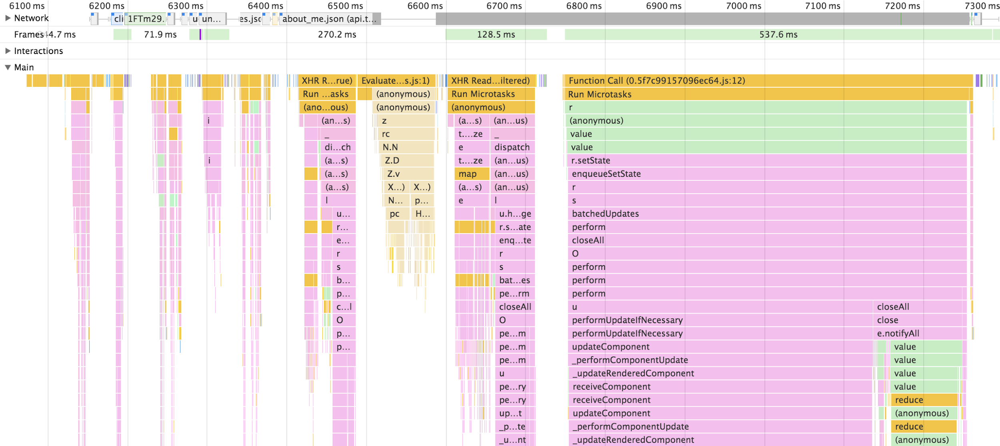 6100 ms 6200 ms 6300 ms 6400 ms 6500 ms 6600 ms 6700 ms 6800 ms 6900 ms 7000 ms 7100 ms 7200 ms 7300 ms
Network cli 1FTm29. u un... es.jsc about_me.json (api.t...
Frames 44.7 ms 71.9 ms 270.2 ms 128.5 ms 537.6 ms
Interactions
Main
XHR R...rue) Evaluate...s.js:1) XHR Read...iltered) Function Call (0.5f7c99157096ec64.js:12)
Run ...asks (anonymous) Run Microtasks Run Microtasks
(ano...ous) (anonymous) (anonymous) r
i (an...s) z (a...s) (an...us) (anonymous)
_ rc t....ze _ value
di...ch N.N e dispatch value
i (a...s) Z.D t....ze (an...us) r.setState
(a...s) Z.v map (an...us) enqueueSetState
(a...s) X...) X...) (a...s) (an...us) r
l N... p... e l s
u... pc H... u.h...ge batchedUpdates
r... r.s...ate perform
e... enq...te closeAll
r r O
s s perform
b... bat...es perform
p... pe...rm perform
c...l closeAll u closeAll
O O performUpdateIfNecessary close
p... pe...m performUpdateIfNecessary e.notifyAll
p... pe...m updateComponent value
pe...m _performComponentUpdate value
u _updateRenderedComponent value
pe...ry receiveComponent value
pe...ry receiveComponent reduce
up...t updateComponent (anonymous)
_p...te _performComponentUpdate reduce
_u...nt _updateRenderedComponent (anonymous)